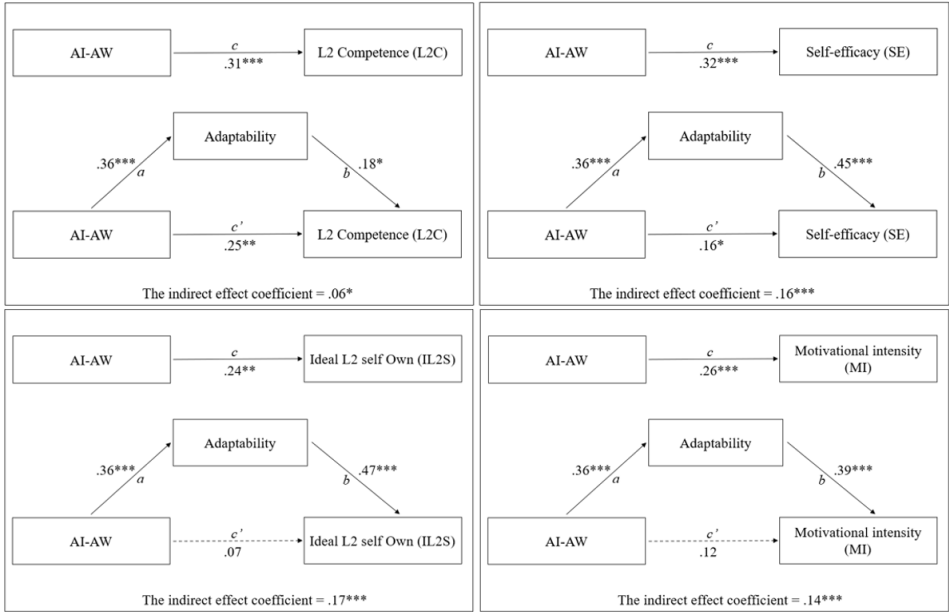 AI-AW
c
.31***
L2 Competence (L2C)
Adaptability
.36***
a
.18*
b
AI-AW
c’
.25**
L2 Competence (L2C)
The indirect effect coefficient = .06*
AI-AW
c
.32***
Self-efficacy (SE)
Adaptability
.36***
a
.45***
b
AI-AW
c’
.16*
Self-efficacy (SE)
The indirect effect coefficient = .16***
AI-AW
c
.24**
Ideal L2 self Own (IL2S)
Adaptability
.36***
a
.47***
b
AI-AW
c’
.07
Ideal L2 self Own (IL2S)
The indirect effect coefficient = .17***
AI-AW
c
.26***
Motivational intensity
(MI)
Adaptability
.36***
a
.39***
b
AI-AW
c’
.12
Motivational intensity
(MI)
The indirect effect coefficient = .14***